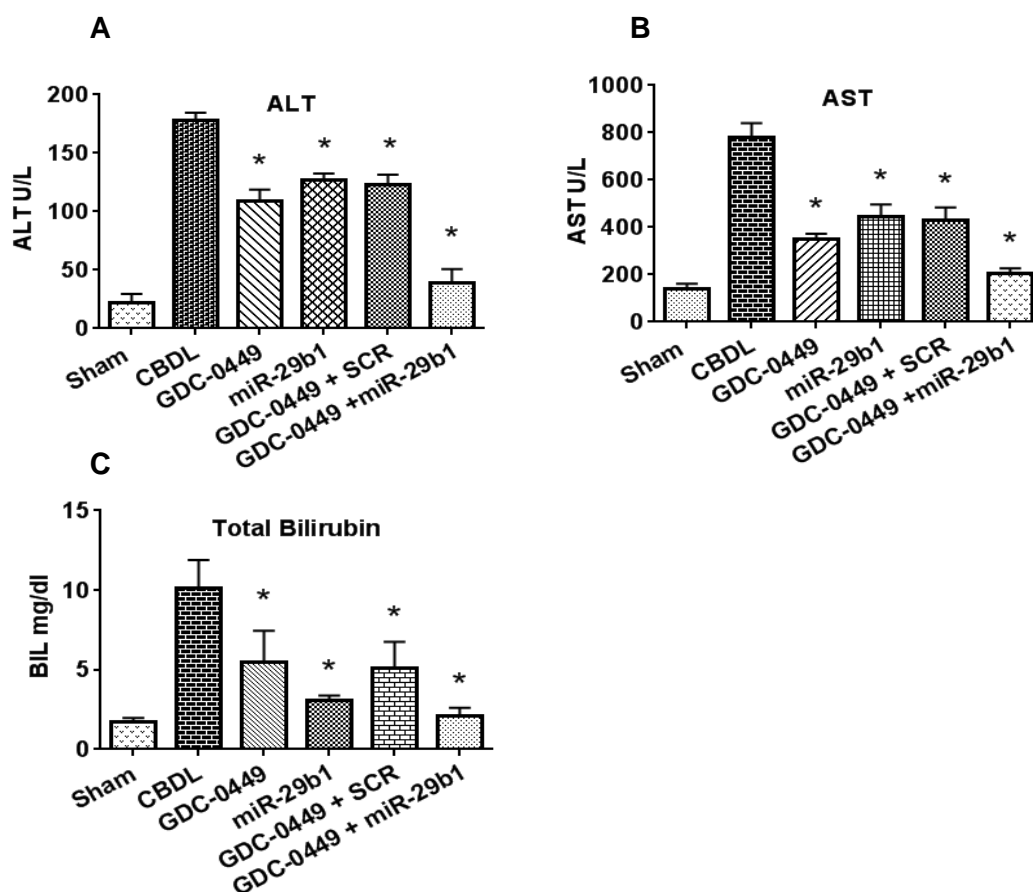 A
ALT
ALT U/L
200
150
100
50
0
*
*
*
*
Sham
CBDL
GDC-0449
miR-29b1
GDC-0449 + SCR
GDC-0449 +miR-29b1
B
AST
AST U/L
1000
800
600
400
200
0
*
*
*
*
Sham
CBDL
GDC-0449
miR-29b1
GDC-0449 + SCR
GDC-0449 +miR-29b1
C
Total Bilirubin
BIL mg/dl
15
10
5
0
*
*
*
*
Sham
CBDL
GDC-0449
miR-29b1
GDC-0449 + SCR
GDC-0449 + miR-29b1